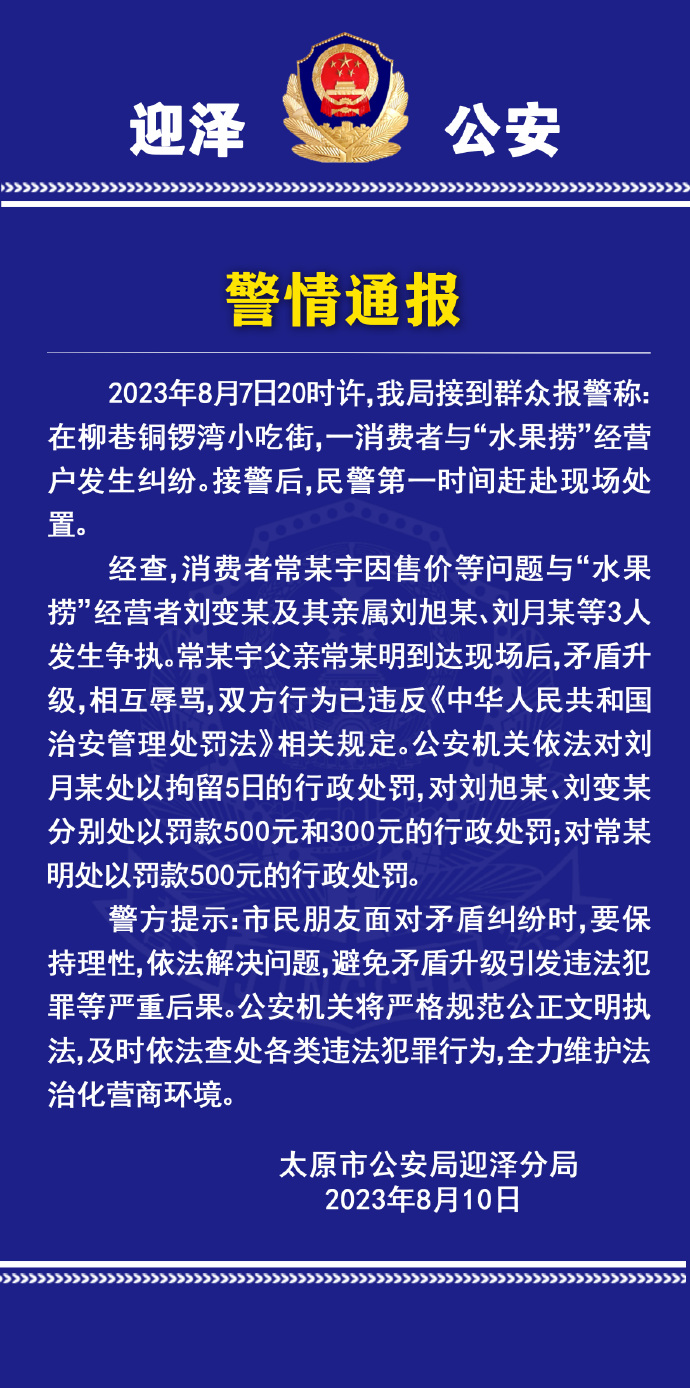 迎泽 公安
警情通报
2023年8月7日20时许,我局接到群众报警称:
在柳巷铜锣湾小吃街,一消费者与“水果捞”经营
户发生纠纷。接警后,民警第一时间赶赴现场处
置。
经查,消费者常某宇因售价等问题与“水果
捞”经营者刘变某及其亲属刘旭某、刘月某等3人
发生争执。常某宇父亲常某明到达现场后,矛盾升
级,相互辱骂,双方行为已违反《中华人民共和国
治安管理处罚法》相关规定。公安机关依法对刘
月某处以拘留5日的行政处罚,对刘旭某、刘变某
分别处以罚款500元和300元的行政处罚;对常某
明处以罚款500元的行政处罚。
警方提示:市民朋友面对矛盾纠纷时,要保
持理性,依法解决问题,避免矛盾升级引发违法犯
罪等严重后果。公安机关将严格规范公正文明执
法,及时依法查处各类违法犯罪行为,全力维护法
治化营商环境。
太原市公安局迎泽分局
2023年8月10日
JINGCHA